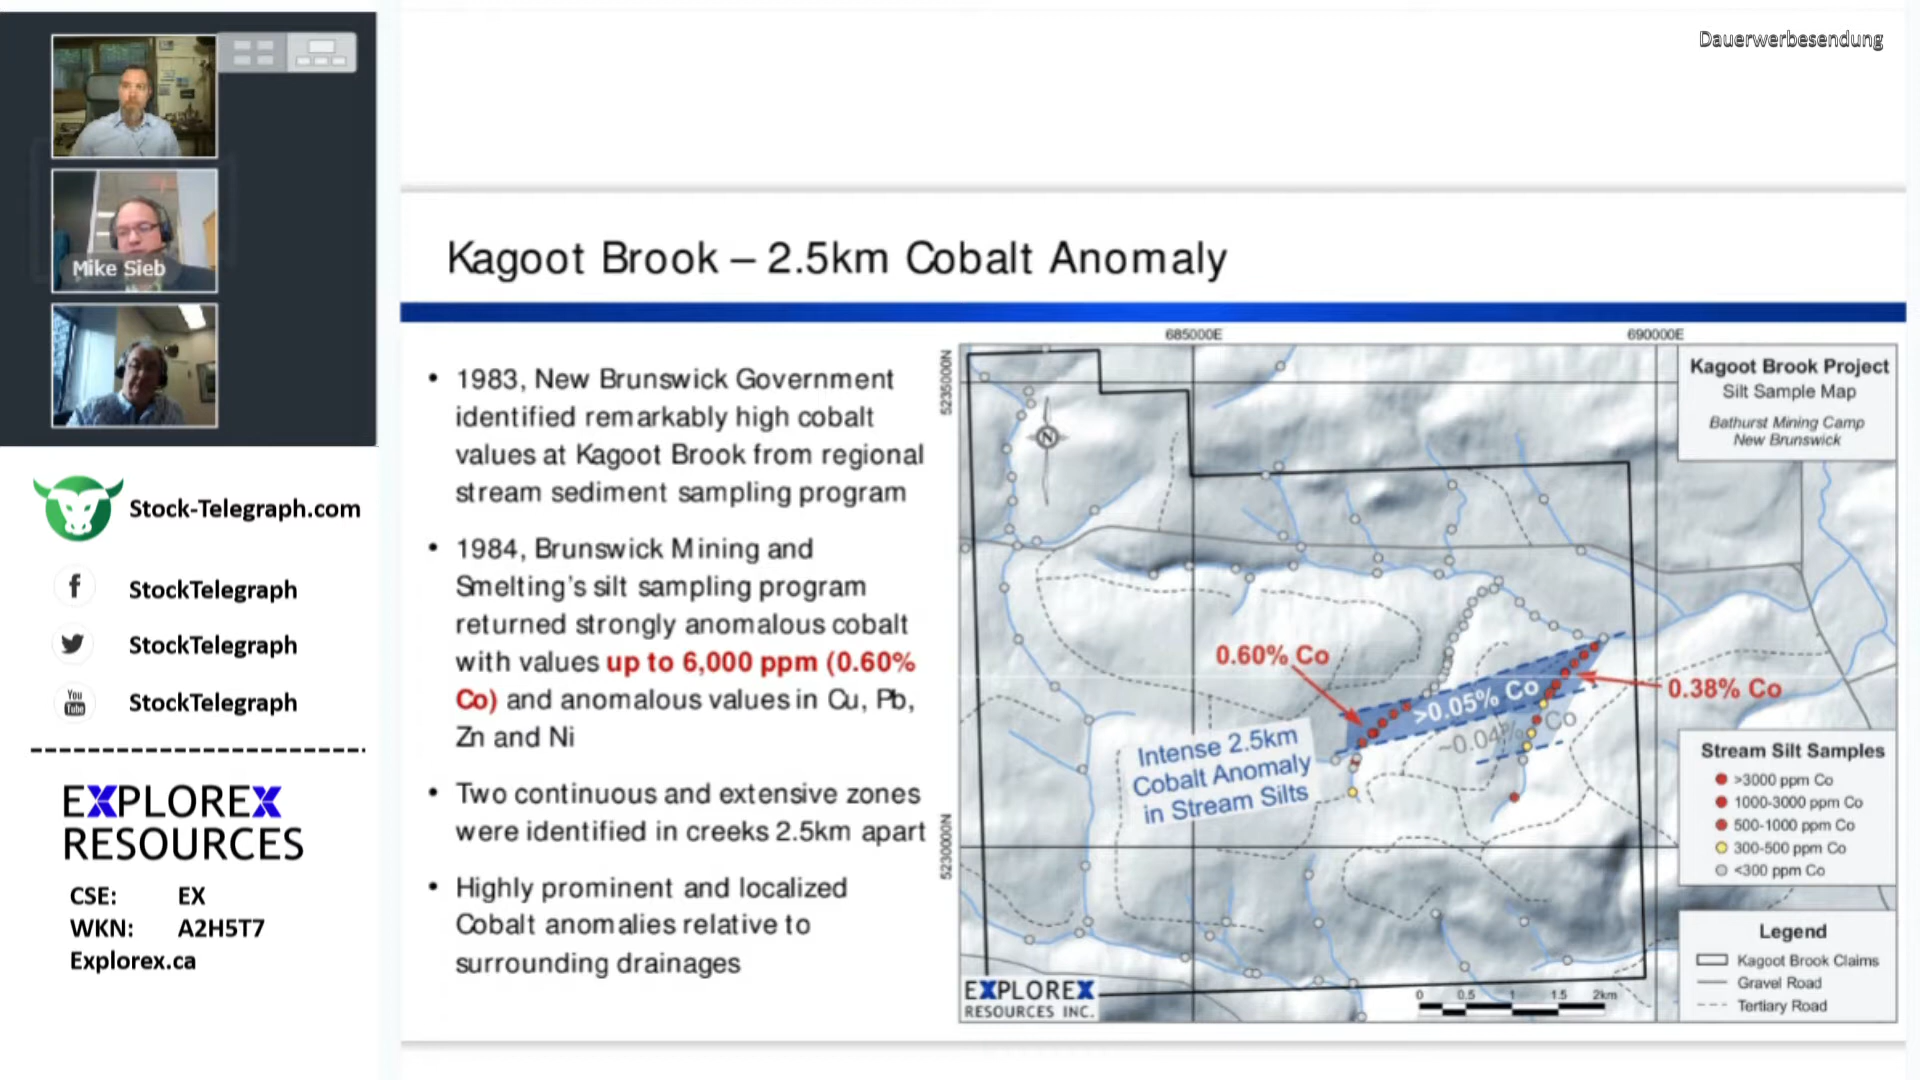 Dauerwerbesendung
Mike Sieb
Stock-Telegraph.com
f
StockTelegraph
StockTelegraph
You
Tube
StockTelegraph
EXPLOREX
RESOURCES
CSE: EX
WKN: A2H5T7
Explorex.ca
Kagoot Brook – 2.5km Cobalt Anomaly
• 1983, New Brunswick Government
identified remarkably high cobalt
values at Kagoot Brook from regional
stream sediment sampling program
• 1984, Brunswick Mining and
Smelting's silt sampling program
returned strongly anomalous cobalt
with values up to 6,000 ppm (0.60%
Co) and anomalous values in Cu, Pb,
Zn and Ni
• Two continuous and extensive zones
were identified in creeks 2.5km apart
• Highly prominent and localized
Cobalt anomalies relative to
surrounding drainages
685000E
690000E
5235000N
5230000N
N
Kagoot Brook Project
Silt Sample Map
Bathurst Mining Camp
New Brunswick
0.60% Co
0.38% Co
>0.05% Co
~0.04% Co
Intense 2.5km
Cobalt Anomaly
in Stream Silts
Stream Silt Samples
>3000 ppm Co
1000-3000 ppm Co
500-1000 ppm Co
300-500 ppm Co
<300 ppm Co
Legend
Kagoot Brook Claims
Gravel Road
Tertiary Road
EXPLOREX
RESOURCES INC.
0 0.5 1 1.5 2km